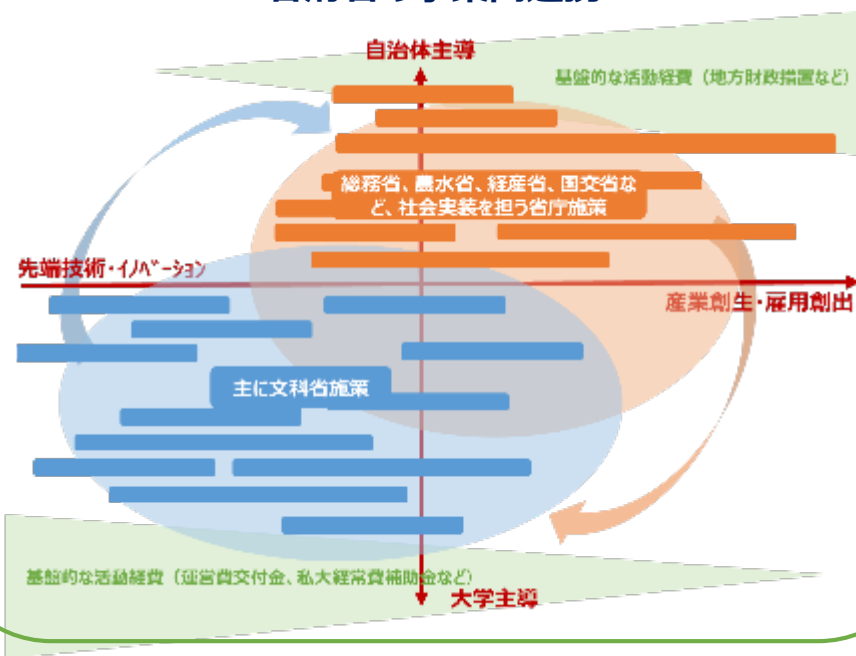 自治体主導
基盤的な活動経費（地方財政措置など）
総務省、農水省、経産省、国交省な
ど、社会実装を担う省庁施策
先端技術・イノベーション
産業創生・雇用創出
主に文科省施策
基盤的な活動経費（運営費交付金、私大経常費補助金など）
大学主導